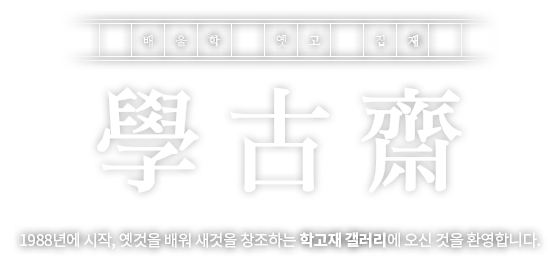 배울학 옛고 집재
學古齋
1988년에 시작, 옛것을 배워 새것을 창조하는 학고재 갤러리에 오신 것을 환영합니다.